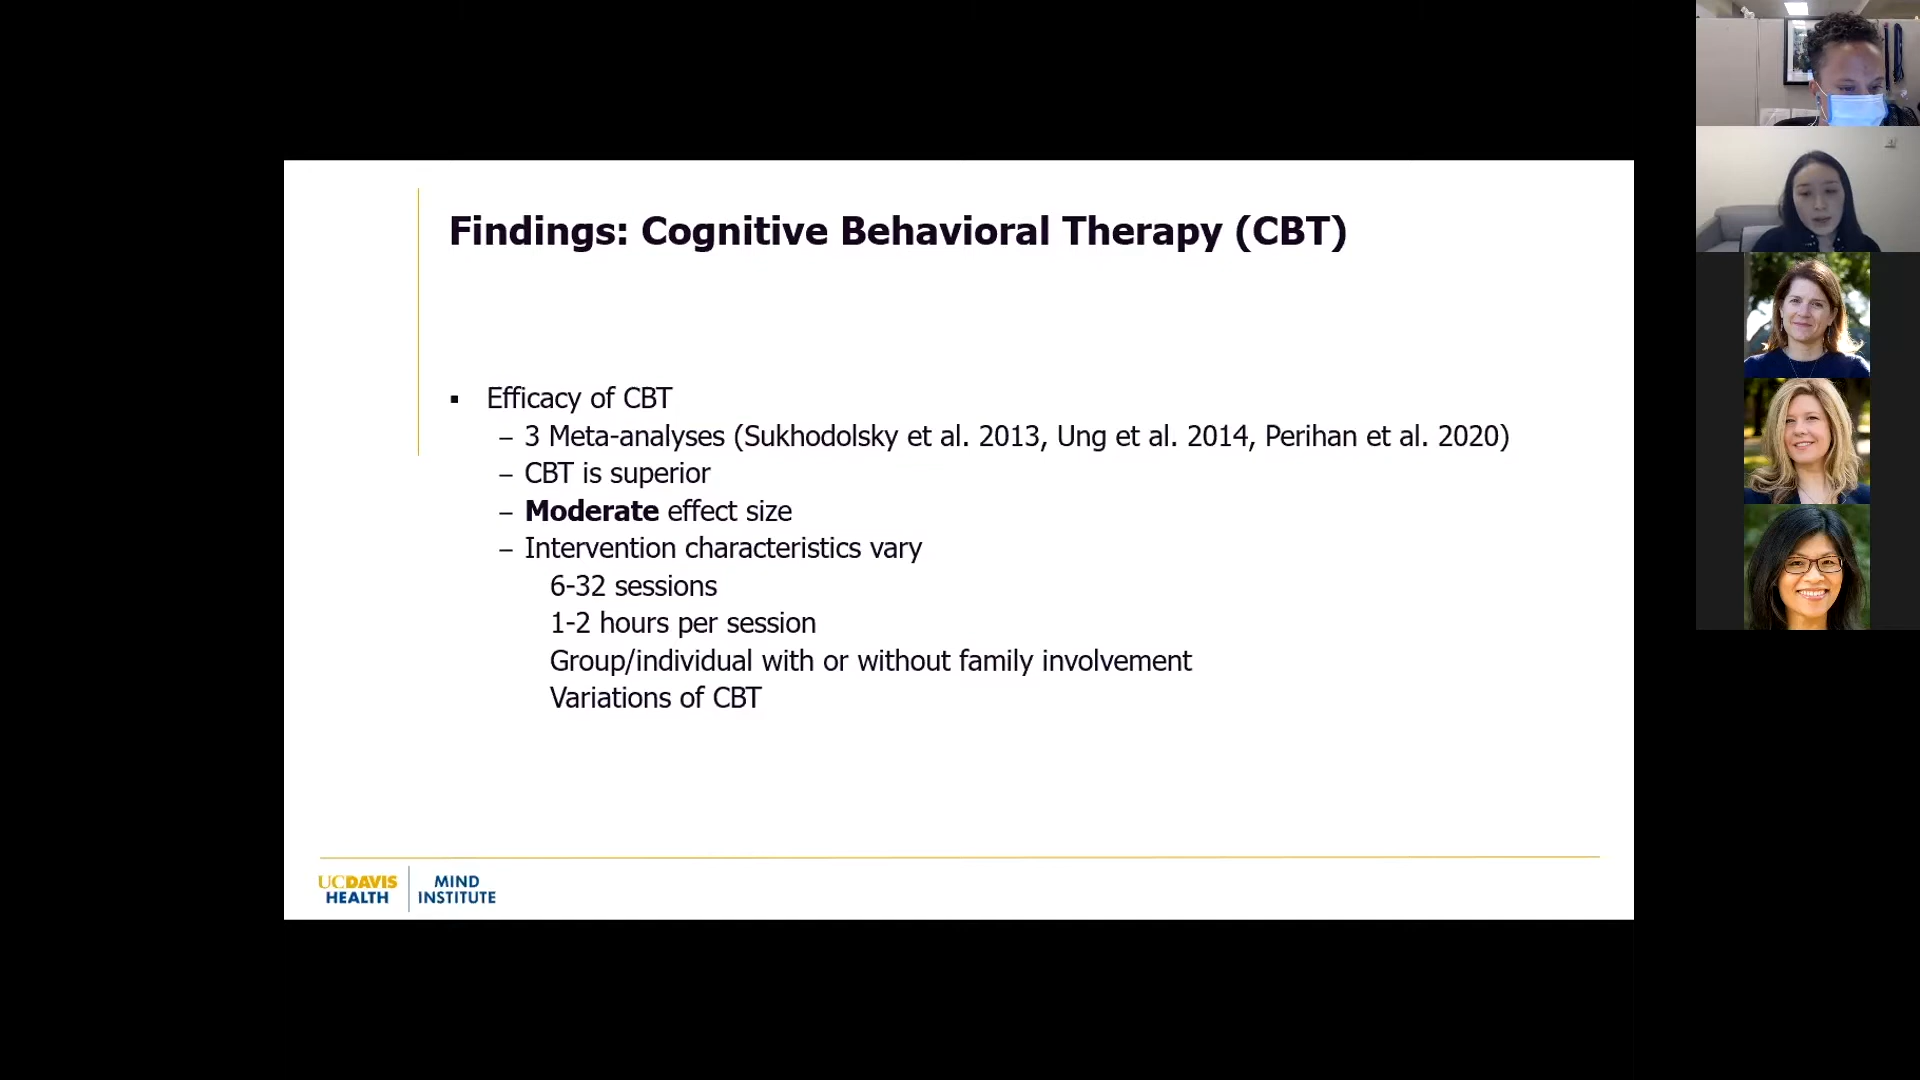 Findings: Cognitive Behavioral Therapy (CBT)
▪ Efficacy of CBT
– 3 Meta-analyses (Sukhodolsky et al. 2013, Ung et al. 2014, Perihan et al. 2020)
– CBT is superior
– Moderate effect size
– Intervention characteristics vary
6-32 sessions
1-2 hours per session
Group/individual with or without family involvement
Variations of CBT
UCDAVIS
HEALTH
MIND
INSTITUTE